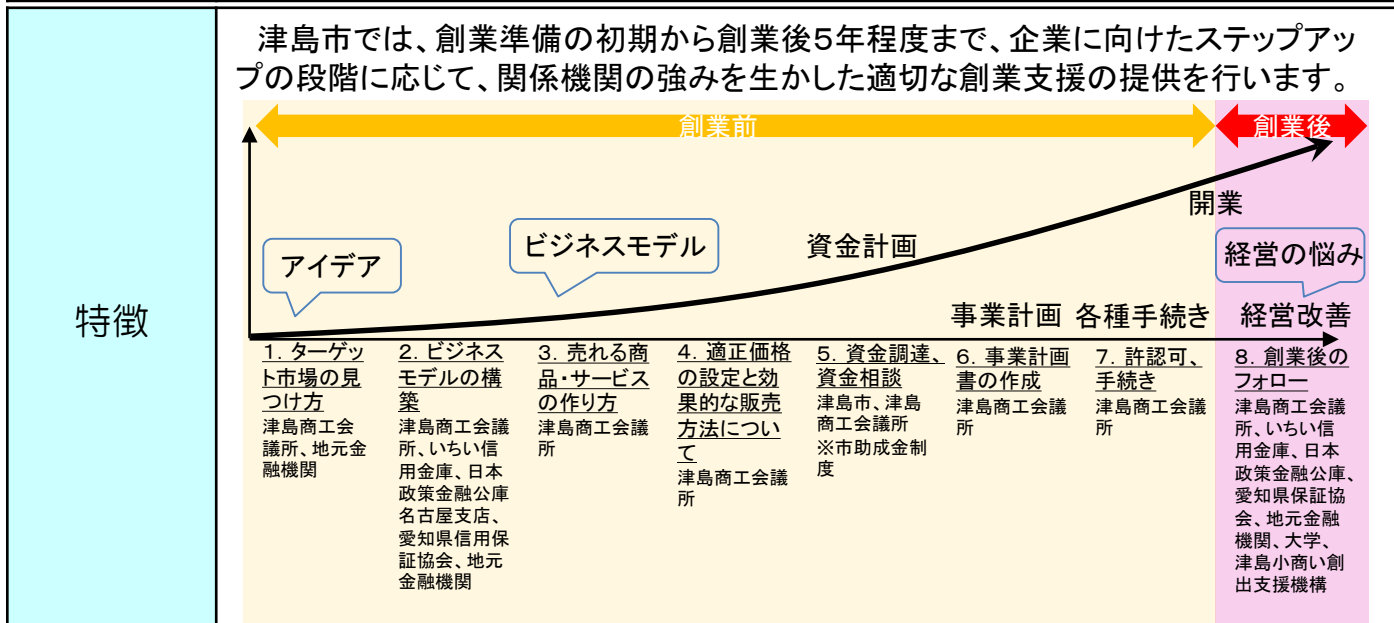 特徴
津島市では、創業準備の初期から創業後5年程度まで、企業に向けたステップアッ
プの段階に応じて、関係機関の強みを生かした適切な創業支援の提供を行います。
創業前
創業後
開業
アイデア
ビジネスモデル
資金計画
経営の悩み
事業計画
各種手続き
経営改善
1. ターゲッ
ト市場の見
つけ方
津島商工会
議所、地元金
融機関
2. ビジネス
モデルの構
築
津島商工会議
所、いちい信
用金庫、日本
政策金融公庫
名古屋支店、
愛知県信用保
証協会、地元
金融機関
3. 売れる商
品・サービス
の作り方
津島商工会議
所
4. 適正価格
の設定と効
果的な販売
方法につい
て
津島商工会議
所
5. 資金調達、
資金相談
津島市、津島
商工会議所
※市助成金制
度
6. 事業計画
書の作成
津島商工会議
所
7. 許認可、
手続き
津島商工会議
所
8. 創業後の
フォロー
津島商工会議
所、いちい信
用金庫、日本
政策金融公庫、
愛知県保証協
会、地元金融
機関、大学、
津島小商い創
出支援機構